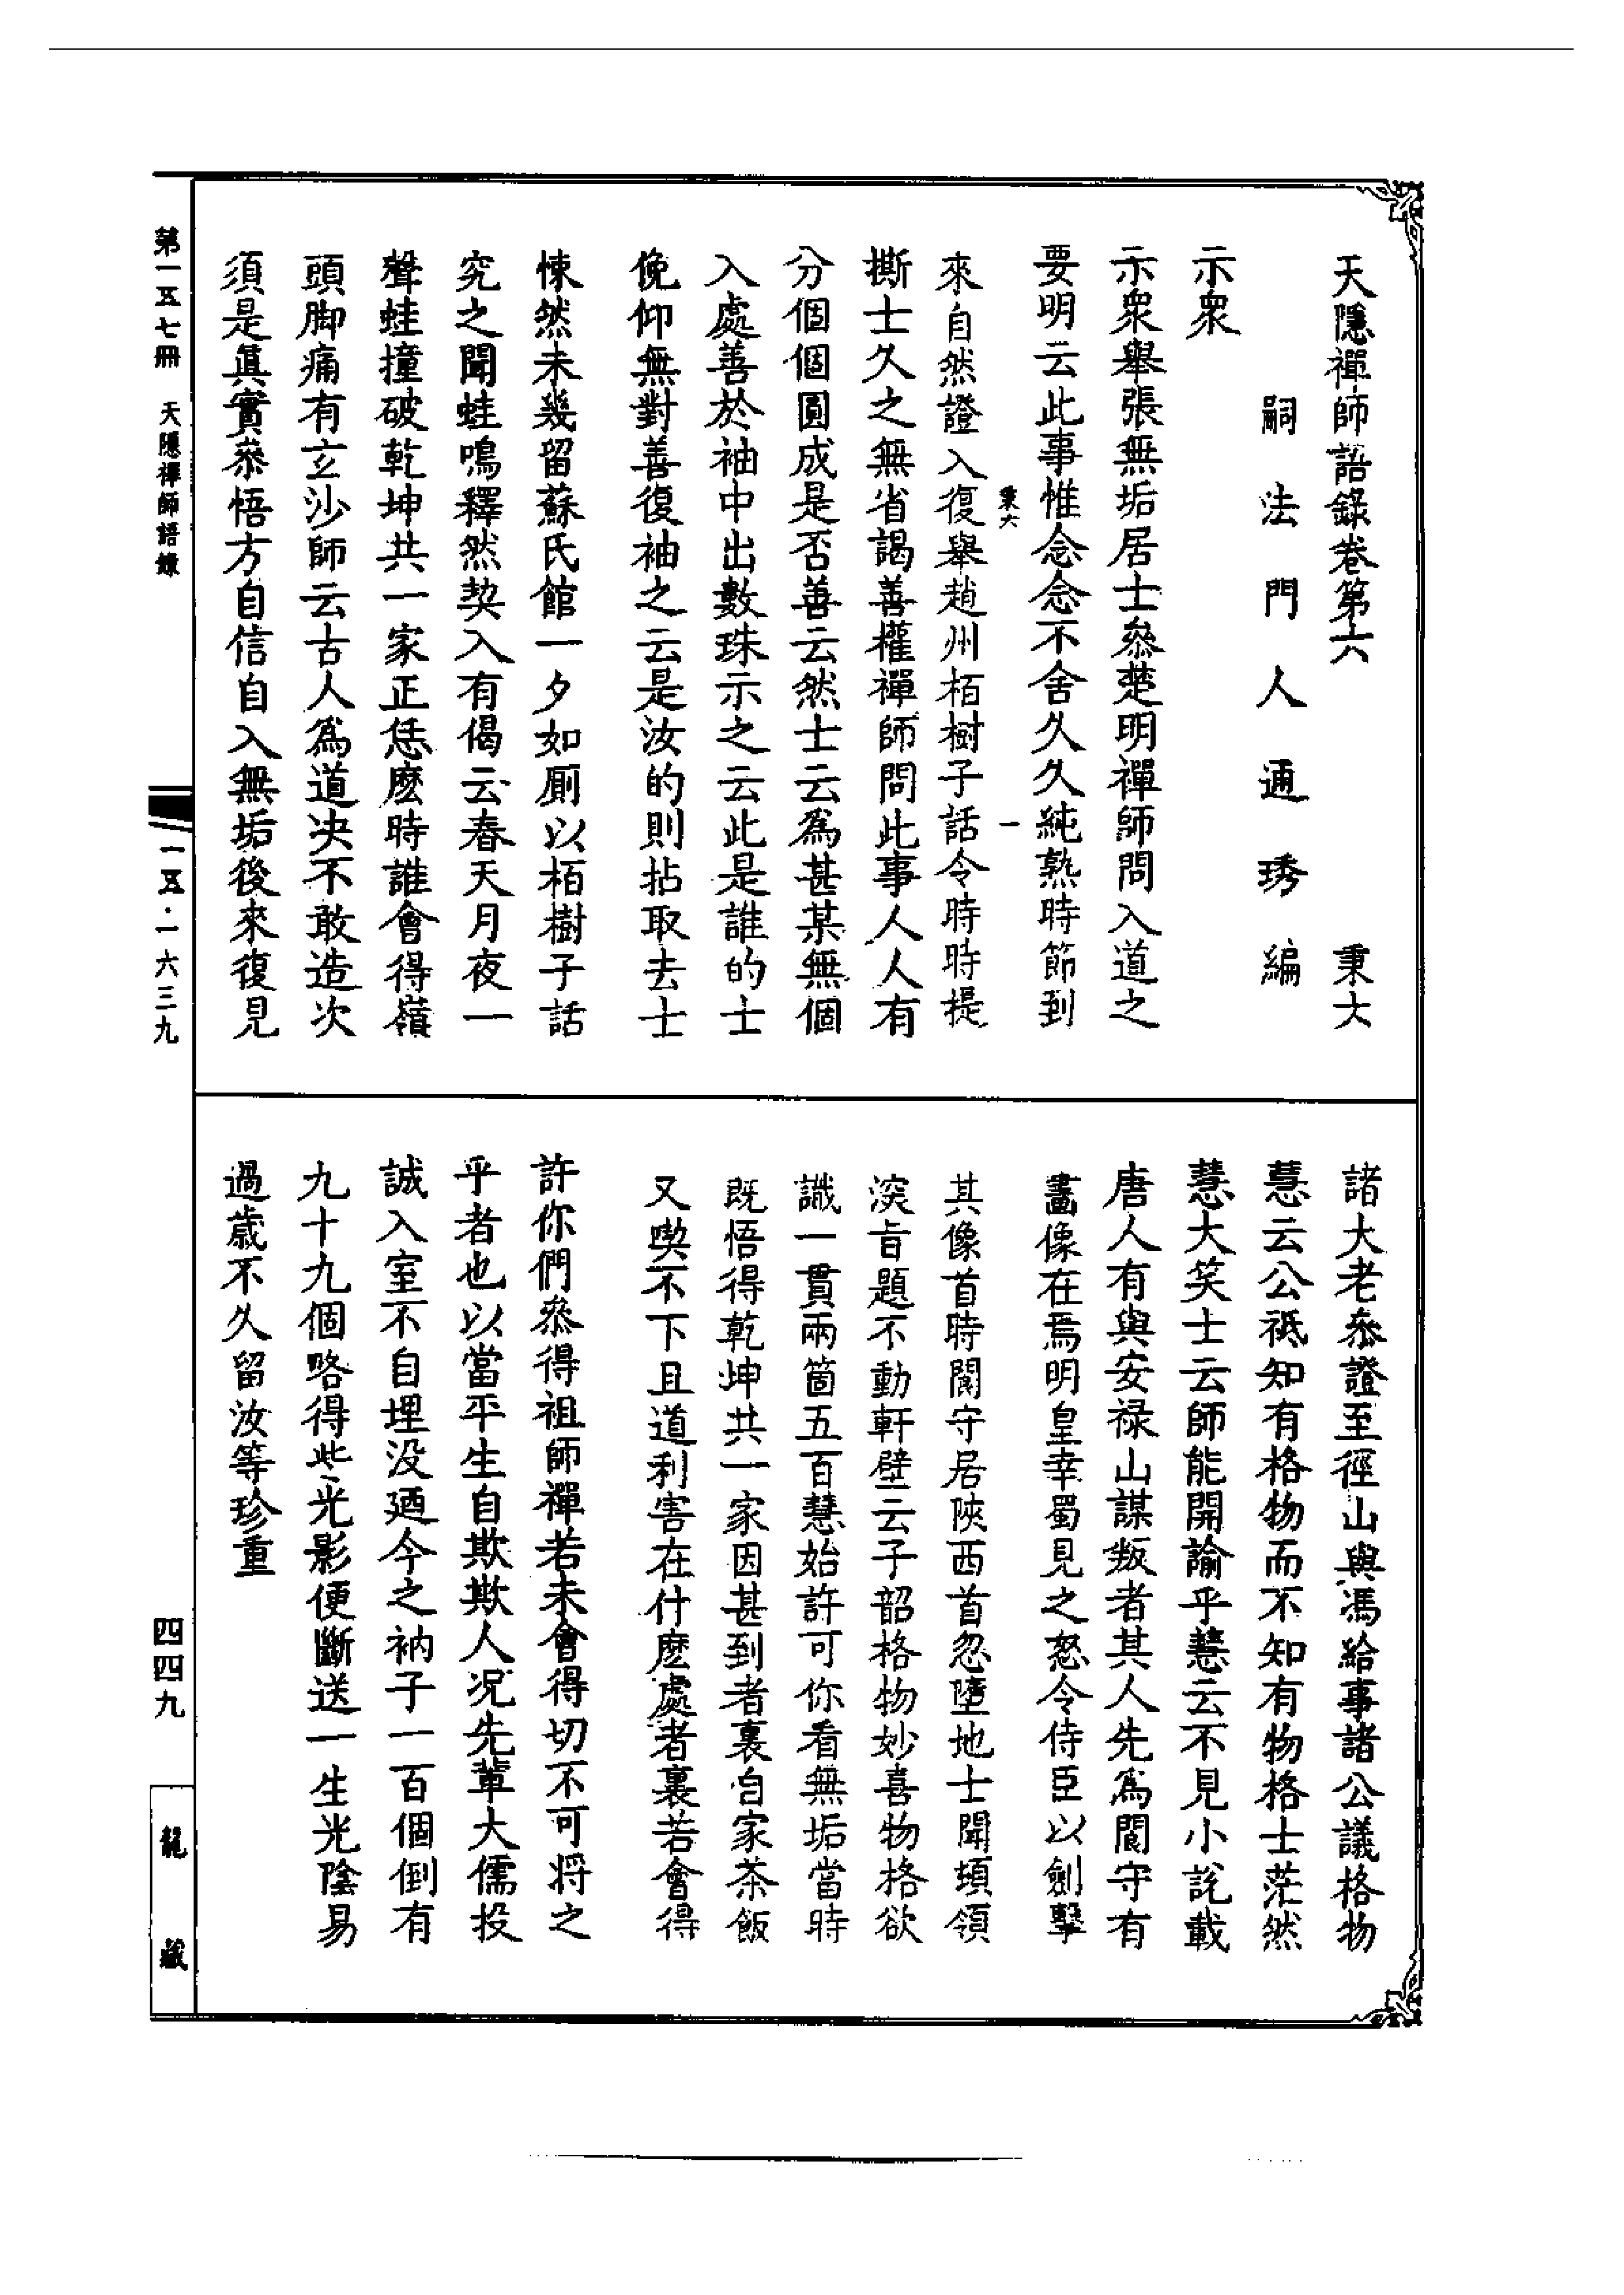 天隱禪師語錄卷第六　秉六
嗣法門人通琇編
示衆
示衆舉張無垢居士叅楚明禪師問入道之
要明云此事惟念念不舍久久純熟時節到
秉六　一
來自然證入復舉趙州栢樹子話令時時提
撕士久之無省謁善權禪師問此事人人有
分個個圓成是否善云然士云爲甚某無個
入處善於袖中出數珠示之云此是誰的士
俛仰無對善復袖之云是汝的則拈取去士
悚然未幾留蘇氏館一夕如厠以栢樹子話
究之聞蛙鳴釋然契入有偈云春天月夜一
聲蛙撞破乾坤共一家正恁麽時誰會得嶺
頭脚痛有玄沙師云古人爲道决不敢造次
須是眞實叅悟方自信自入無垢後來復見
諸大老叅證至徑山與馮給事諸公議格物
慧云公祇知有格物而不知有物格士茫然
慧大笑士云師能開諭乎慧云不見小說載
唐人有與安禄山謀叛者其人先爲閬守有
畵像在焉明皇幸蜀見之怒令侍臣以劍擊
其像首時閬守居陝西首忽墮地士聞頓領
深旨題不動軒壁云子韶格物妙喜物格欲
識一貫兩箇五百慧始許可你看無垢當時
既悟得乾坤共一家因甚到者裏自家茶飯
又喫不下且道利害在什麽處者裏若會得
許你們叅得祖師禪若未會得切不可將之
乎者也以當平生自欺欺人况先輩大儒投
誠入室不自埋没廼今之衲子一百個倒有
九十九個略得些光影便斷送一生光陰易
過歳不久留汝等珍重
第一五七冊　天隱禪師語錄
一五·一六三九
四四九
龍藏